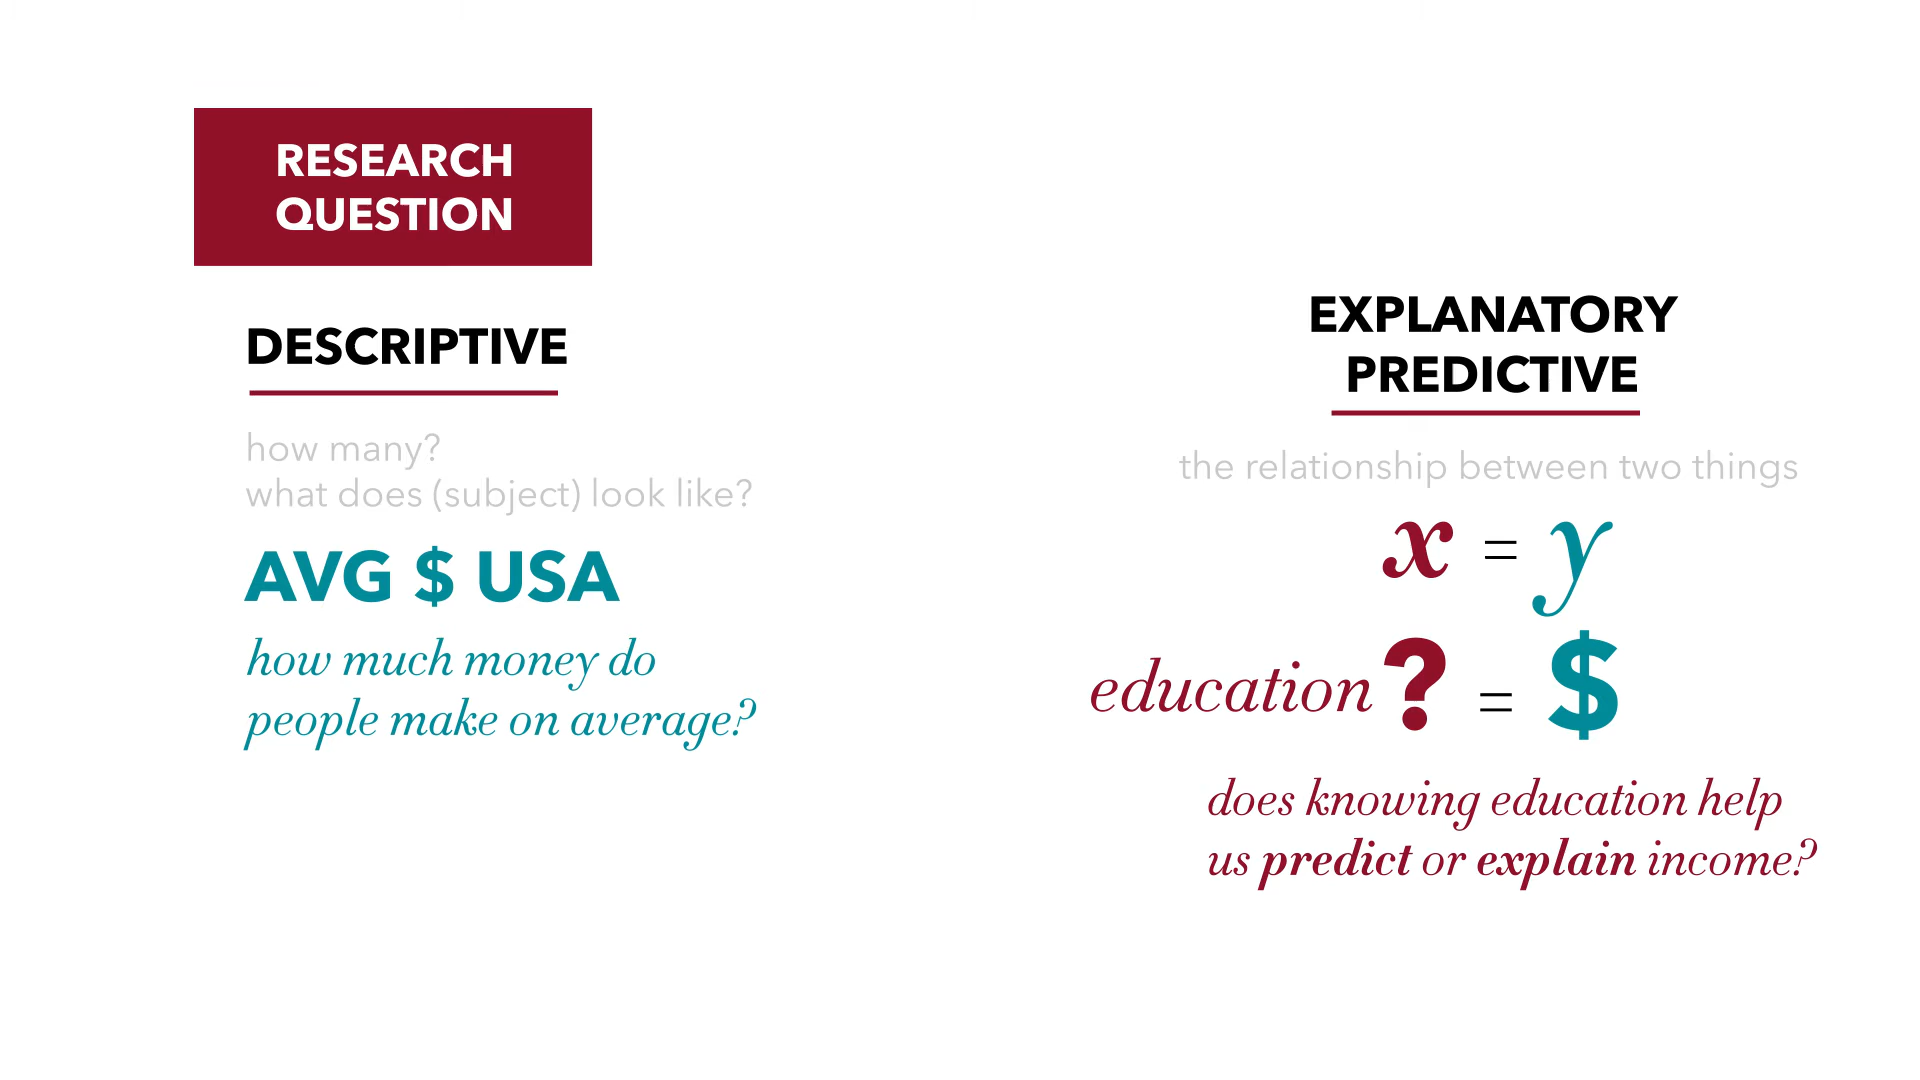 RESEARCH
QUESTION
DESCRIPTIVE
how many?
what does (subject) look like?
AVG $ USA
how much money do
people make on average?
EXPLANATORY
PREDICTIVE
the relationship between two things
x = y
education ? = $
does knowing education help
us predict or explain income?